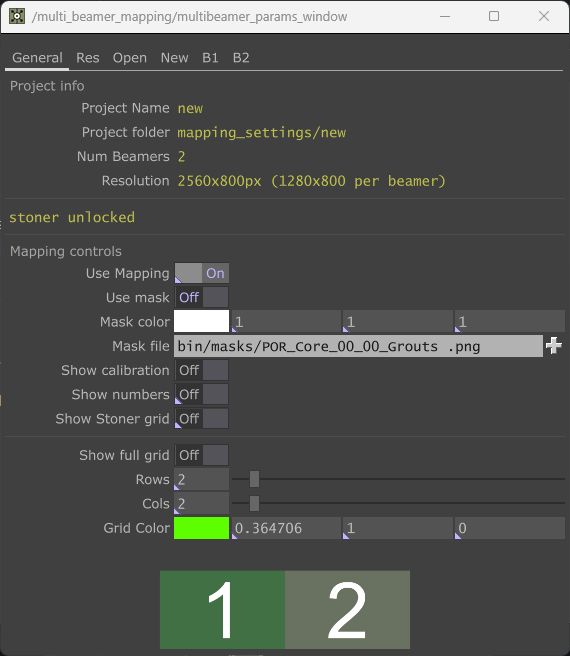 /multi_beamer_mapping/multibeamer_params_window
General Res Open New B1 B2
Project info
Project Name new
Project folder mapping_settings/new
Num Beamers 2
Resolution 2560x800px (1280x800 per beamer)
stoner unlocked
Mapping controls
Use Mapping On
Use mask Off
Mask color 1 1 1
Mask file bin/masks/POR_Core_00_00_Grouts .png
Show calibration Off
Show numbers Off
Show Stoner grid Off
Show full grid Off
Rows 2
Cols 2
Grid Color 0.364706 1 0
1 2